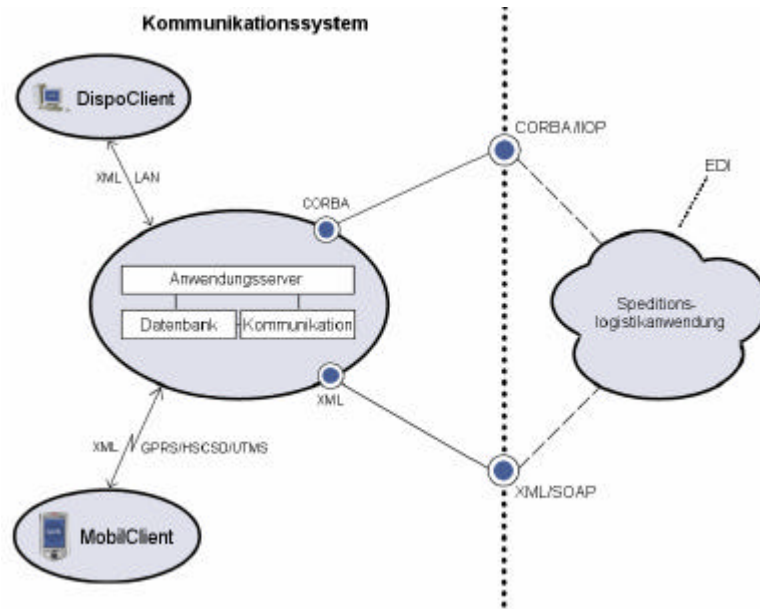 Kommunikationssystem
DispoClient
CORBA/IIOP
XML LAN
EDI
CORBA
Anwendungsserver
Datenbank
Kommunikation
Speditions-
logistikanwendung
XML
XML GPRS/HSCSD/UTMS
XML/SOAP
MobilClient